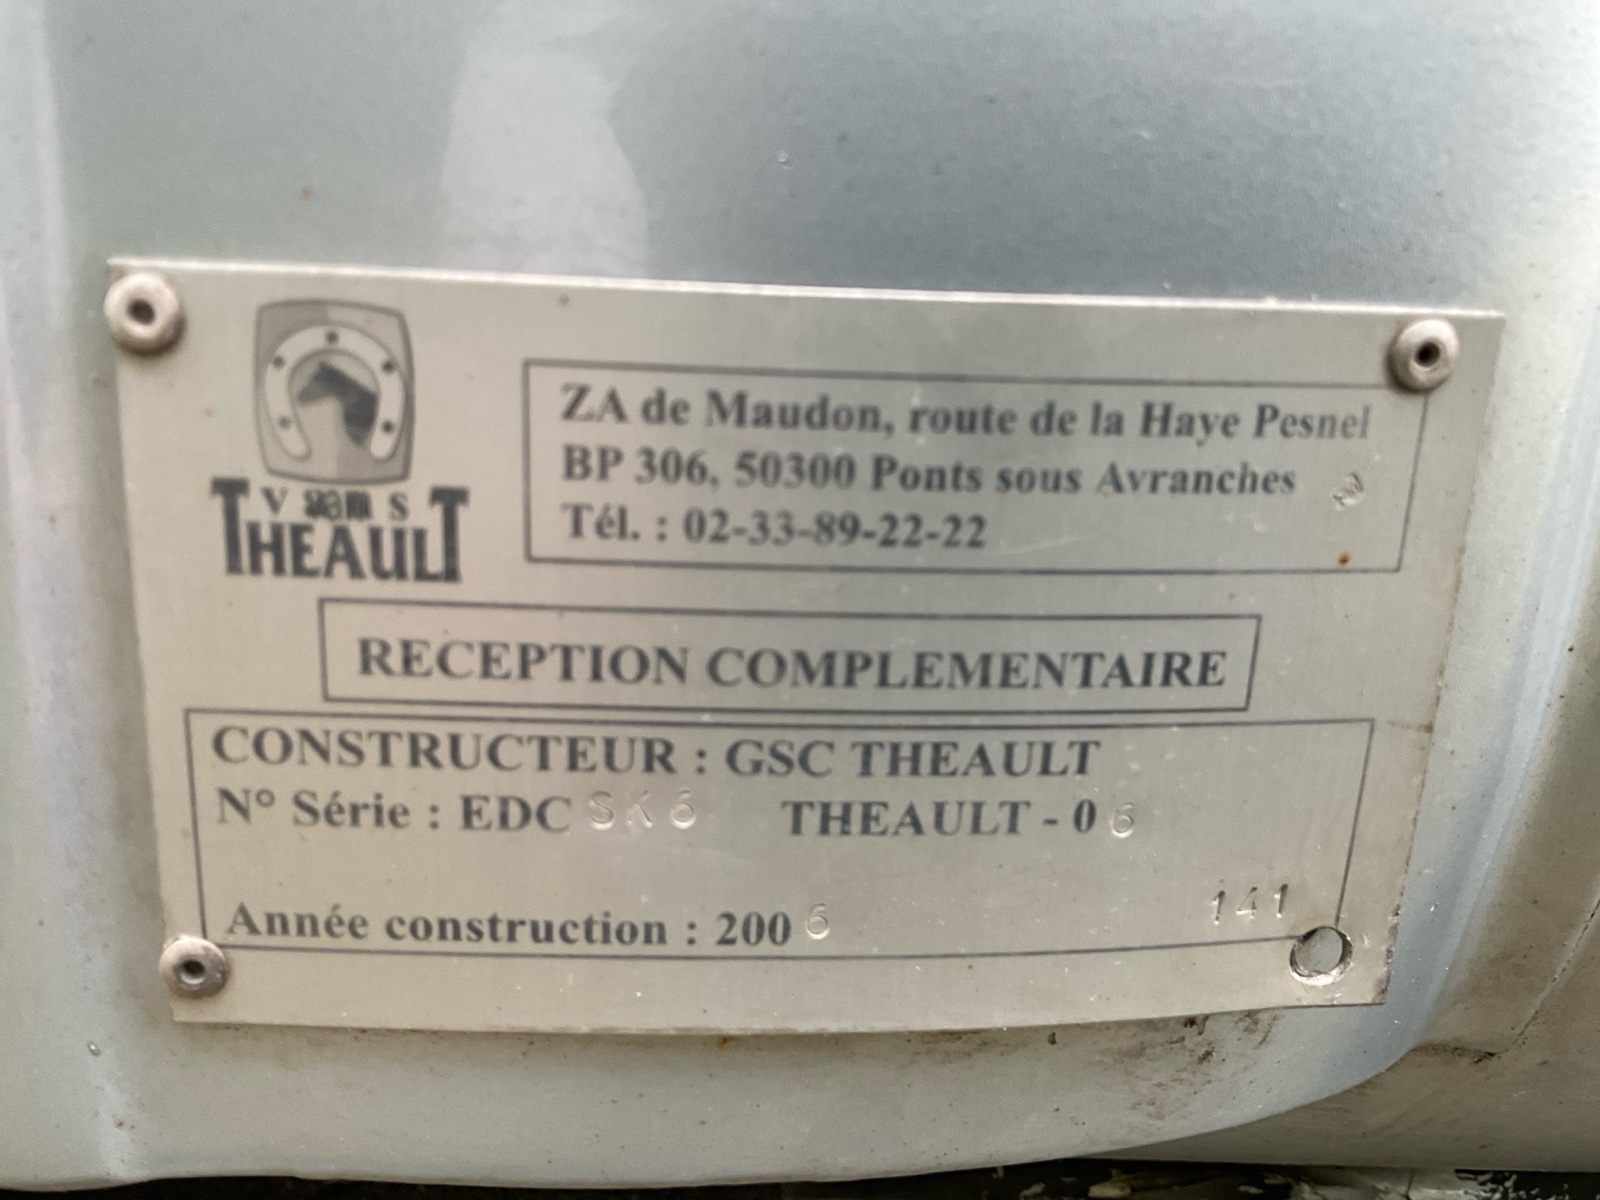 VANS
THEAULT
ZA de Maudon, route de la Haye Pesnel
BP 306, 50300 Ponts sous Avranches
Tél. : 02-33-89-22-22
RECEPTION COMPLEMENTAIRE
CONSTRUCTEUR : GSC THEAULT
N° Série : EDC SK6 THEAULT - 06
141
Année construction : 2006